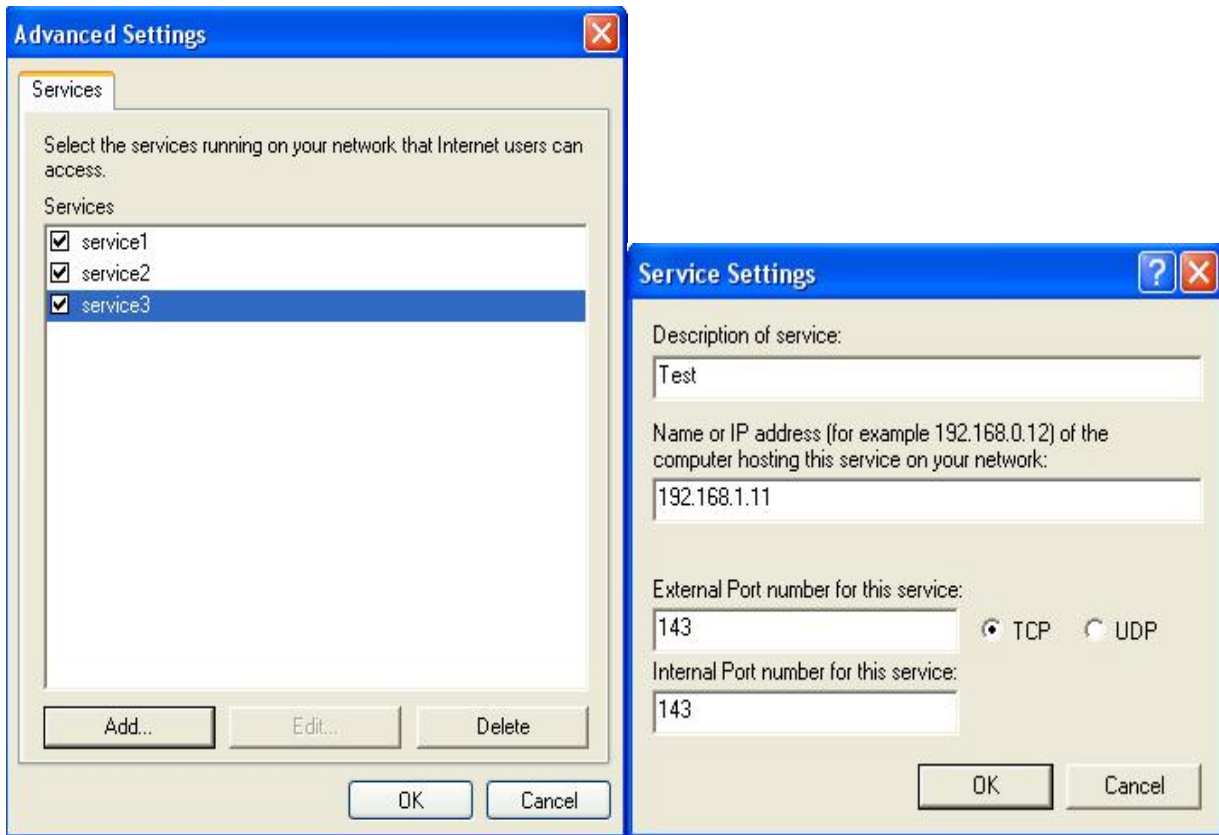 Advanced Settings
Services
Select the services running on your network that Internet users can
access.
Services
service1
service2
service3
Add...
Edit...
Delete
OK
Cancel
Service Settings
Description of service:
Test
Name or IP address (for example 192.168.0.12) of the
computer hosting this service on your network:
192.168.1.11
External Port number for this service:
143
TCP
UDP
Internal Port number for this service:
143
OK
Cancel